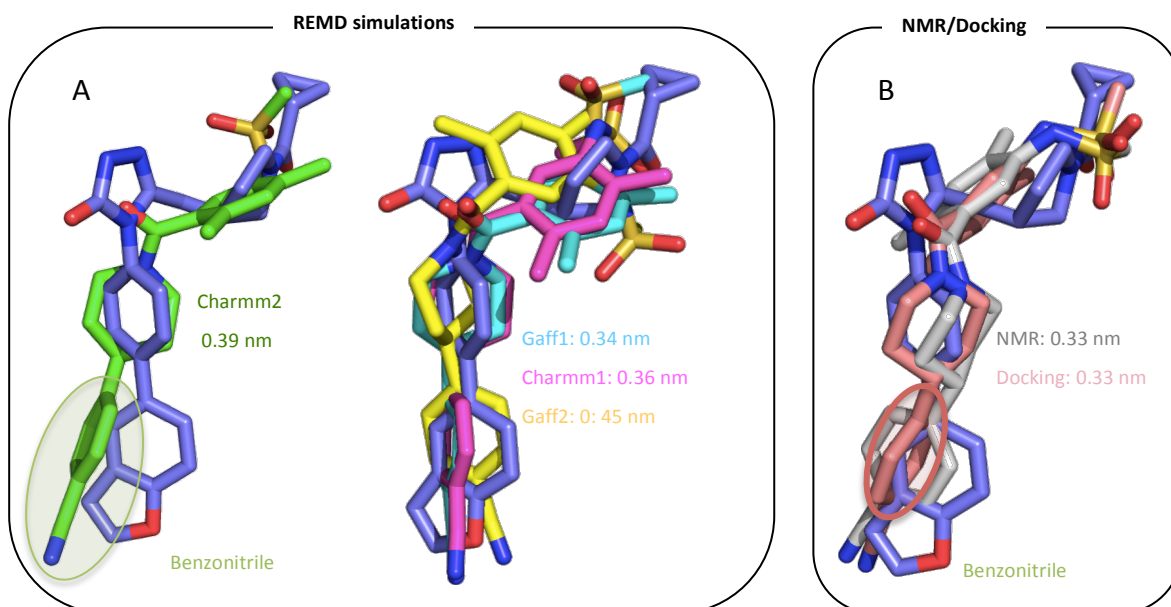 REMD simulations
A
Charmm2
0.39 nm
Benzonitrile
Gaff1: 0.34 nm
Charmm1: 0.36 nm
Gaff2: 0: 45 nm
NMR/Docking
B
NMR: 0.33 nm
Docking: 0.33 nm
Benzonitrile